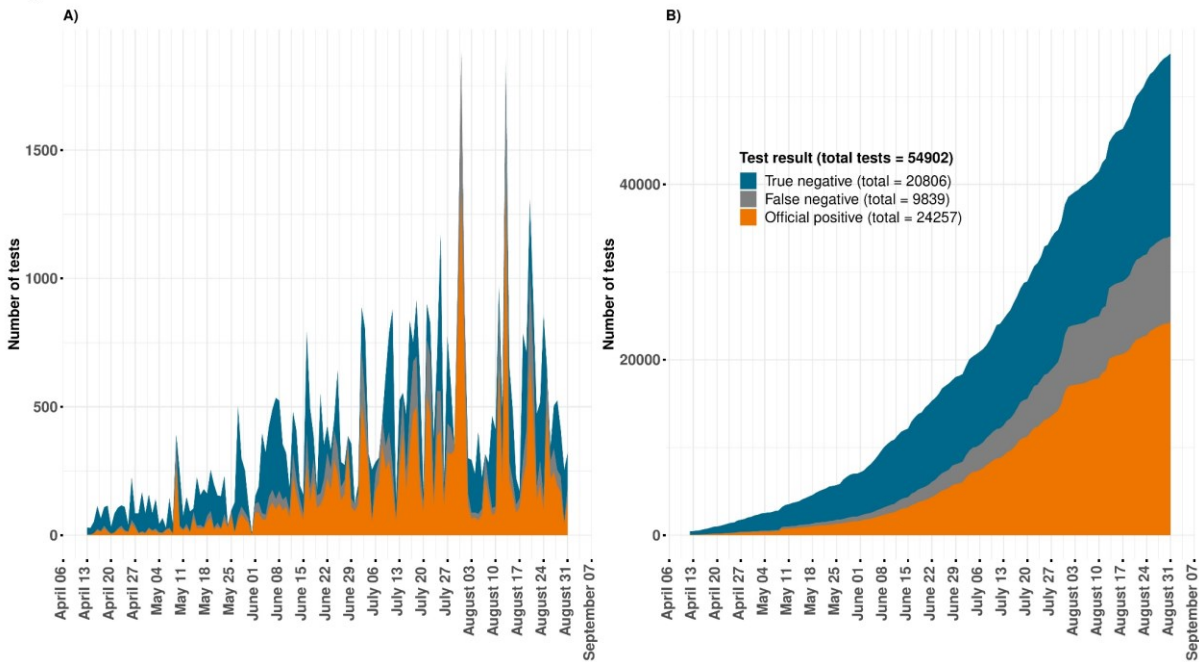 A)
Number of tests
1500
1000
500
0
April 06
April 13
April 20
April 27
May 04
May 11
May 18
May 25
June 01
June 08
June 15
June 22
June 29
July 06
July 13
July 20
July 27
August 03
August 10
August 17
August 24
August 31
September 07
B)
Number of tests
40000
20000
0
Test result (total tests = 54902)
True negative (total = 20806)
False negative (total = 9839)
Official positive (total = 24257)
April 06
April 13
April 20
April 27
May 04
May 11
May 18
May 25
June 01
June 08
June 15
June 22
June 29
July 06
July 13
July 20
July 27
August 03
August 10
August 17
August 24
August 31
September 07